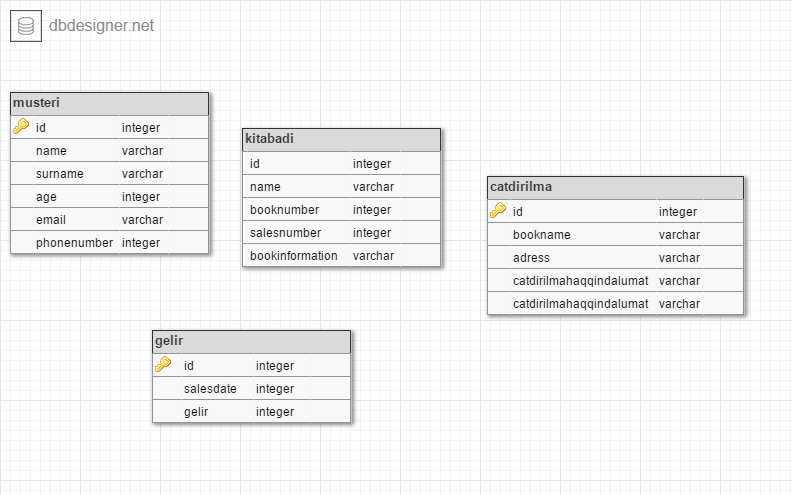 dbdesigner.net
musteri
id integer
name varchar
surname varchar
age integer
email varchar
phonenumber integer
kitabadi
id integer
name varchar
booknumber integer
salesnumber integer
bookinformation varchar
catdirilma
id integer
bookname varchar
adress varchar
catdirilmahaqqindalumat varchar
catdirilmahaqqindalumat varchar
gelir
id integer
salesdate integer
gelir integer